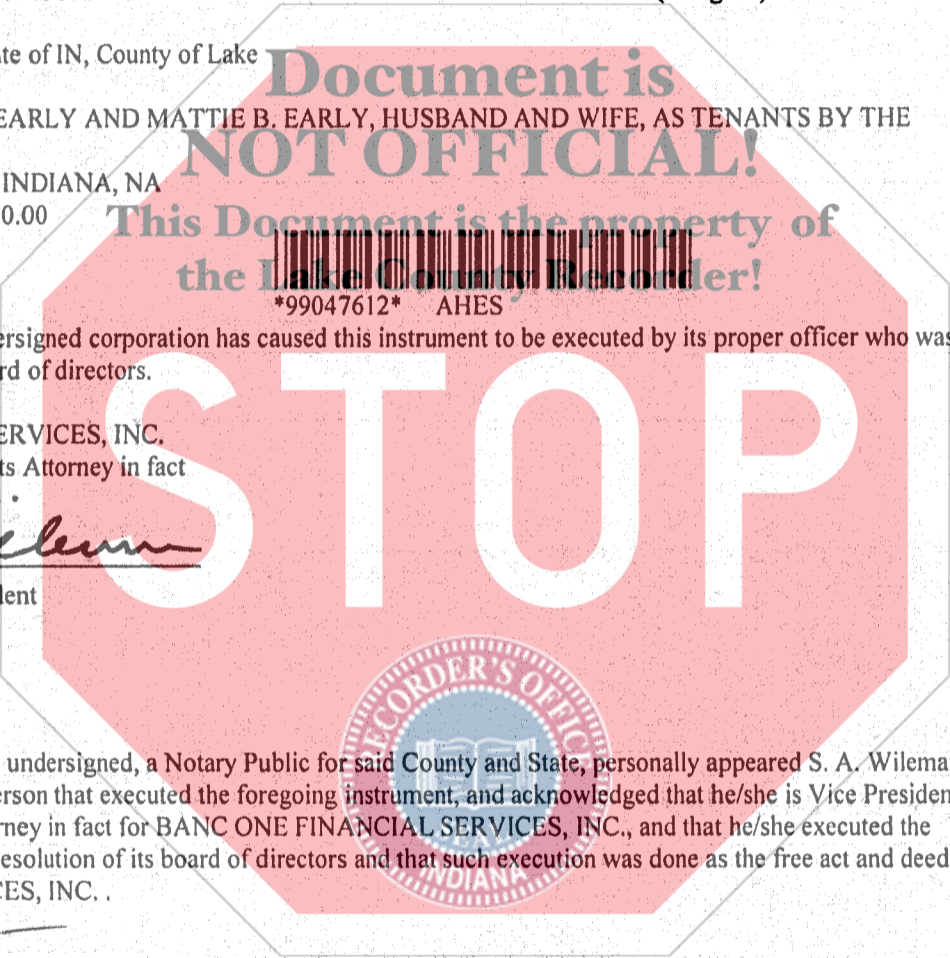 te of IN, County of Lake
Document is
EARLY AND MATTIE B. EARLY, HUSBAND AND WIFE, AS TENANTS BY THE
NOT OFFICIAL!
INDIANA, NA
0.00
This Document is the property of
the Lake County Recorder!
*99047612* AHES
ersigned corporation has caused this instrument to be executed by its proper officer who was
rd of directors.
STOP
ERVICES, INC.
ts Attorney in fact
lent
RECORDER'S OFFICE
undersigned, a Notary Public for said County and State, personally appeared S. A. Wilema
erson that executed the foregoing instrument, and acknowledged that he/she is Vice Presiden
rney in fact for BANC ONE FINANCIAL SERVICES, INC., and that he/she executed the
esolution of its board of directors and that such execution was done as the free act and deed
SEAL
INDIANA
CES, INC. .